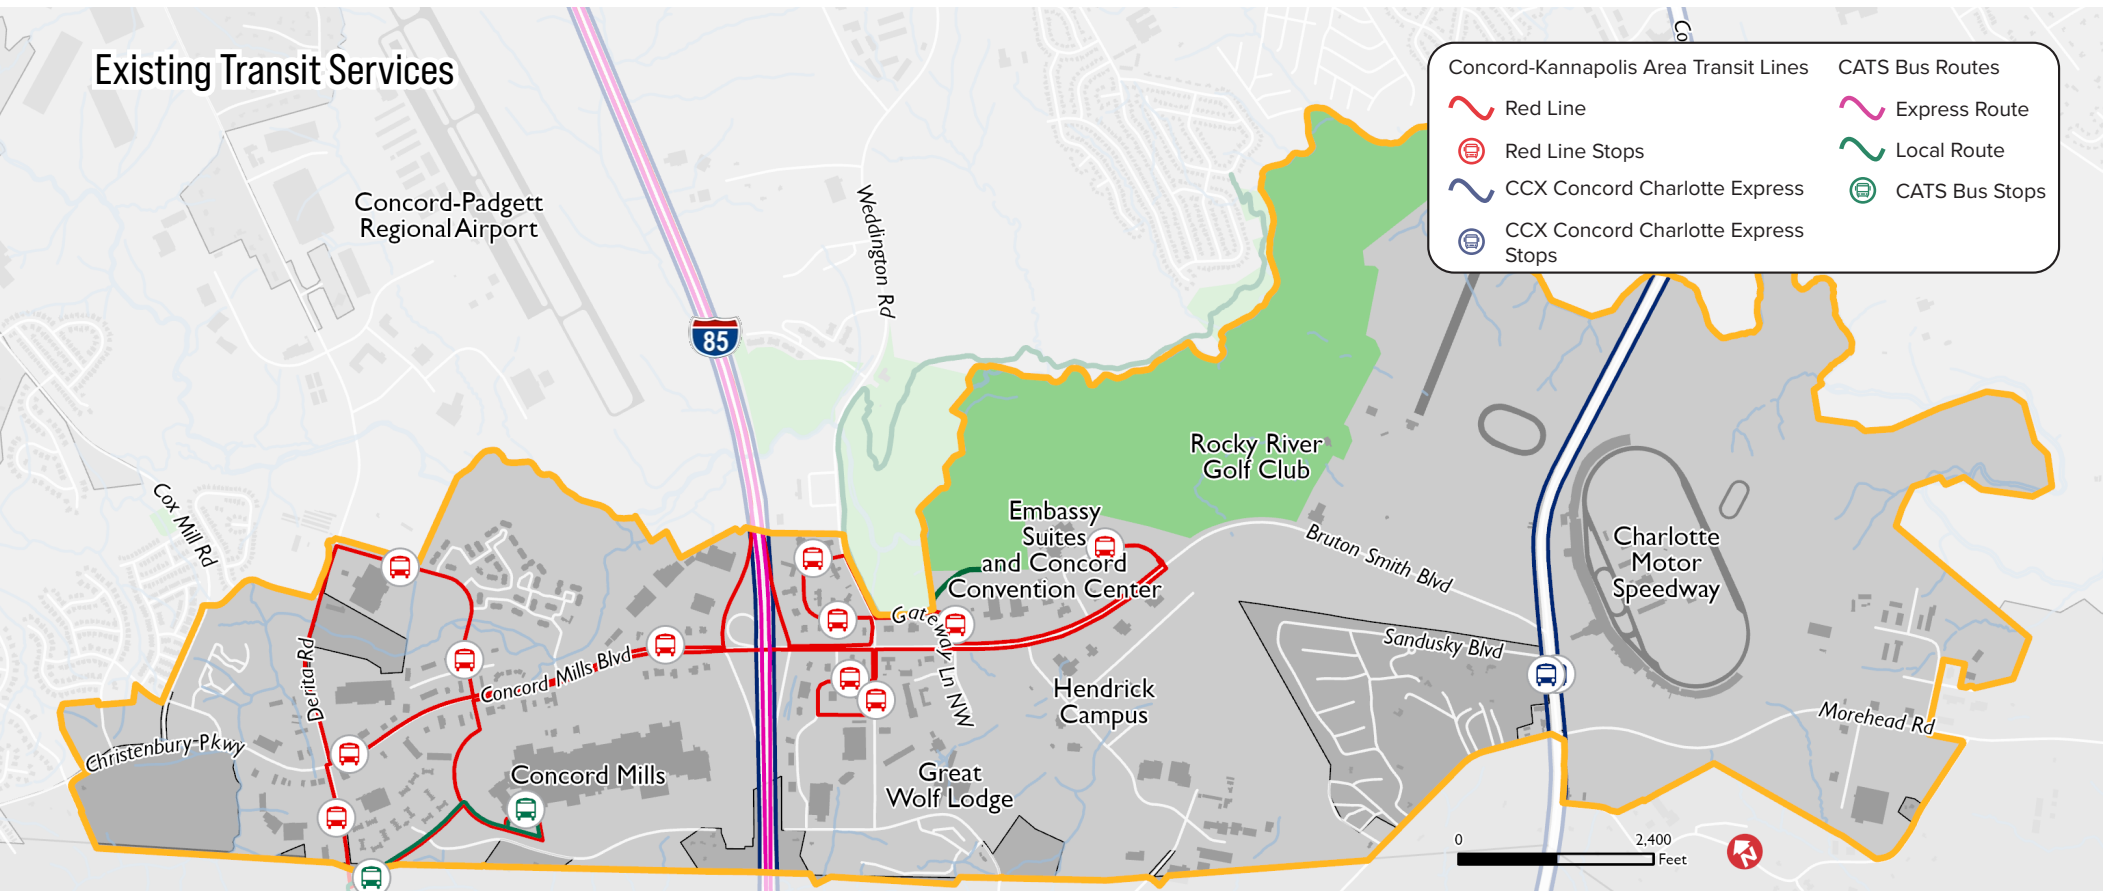 Existing Transit Services
Co
Concord-Kannapolis Area Transit Lines
Red Line
Red Line Stops
CCX Concord Charlotte Express
CCX Concord Charlotte Express
Stops
CATS Bus Routes
Express Route
Local Route
CATS Bus Stops
Concord-Padgett
Regional Airport
Weddington Rd
85
Cox Mill Rd
Rocky River
Golf Club
Embassy
Suites
and Concord
Convention Center
Bruton Smith Blvd
Charlotte
Motor
Speedway
Gateway Ln NW
Sandusky Blvd
Derita Rd
Concord Mills Blvd
Hendrick
Campus
Morehead Rd
Christenbury Pkwy
Concord Mills
Great
Wolf Lodge
0
2,400
Feet
N